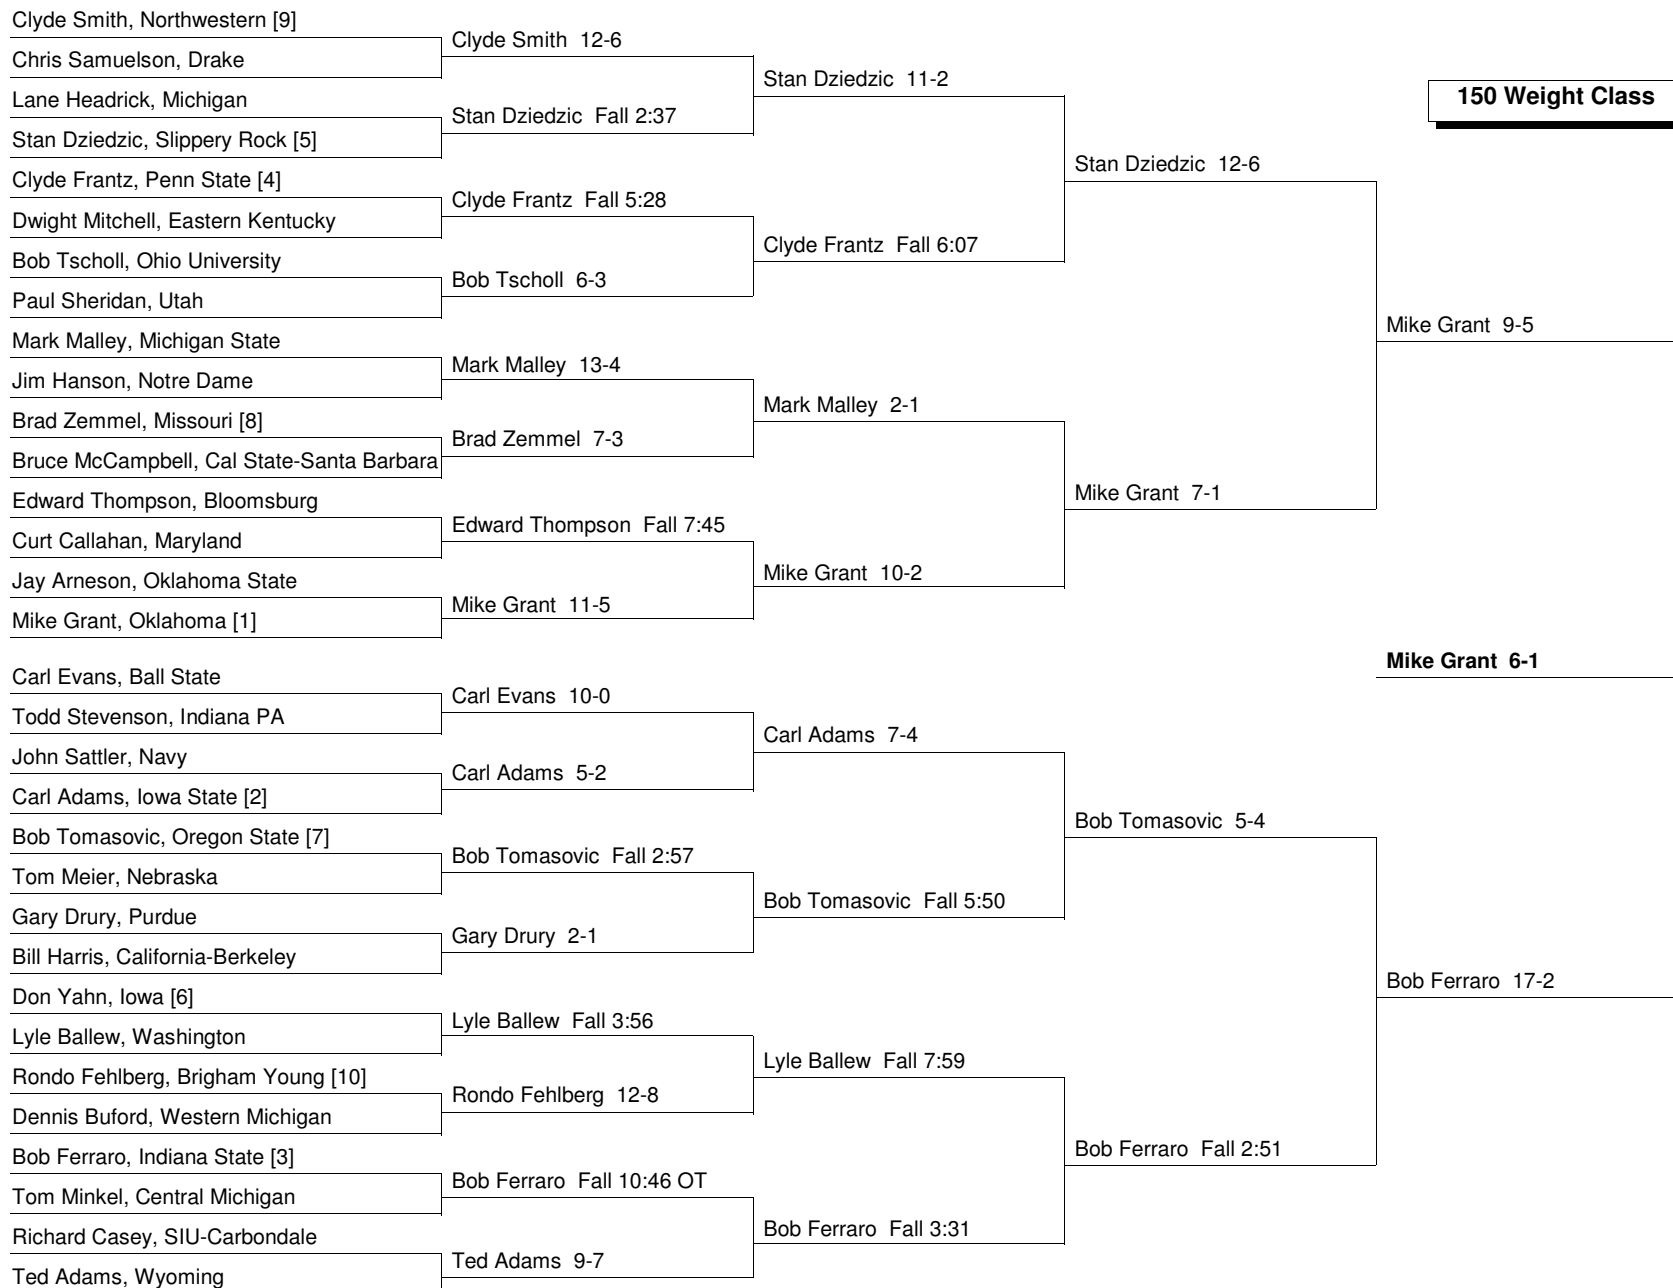 Clyde Smith, Northwestern [9]
Chris Samuelson, Drake
Lane Headrick, Michigan
Stan Dziedzic, Slippery Rock [5]
Clyde Frantz, Penn State [4]
Dwight Mitchell, Eastern Kentucky
Bob Tscholl, Ohio University
Paul Sheridan, Utah
Mark Malley, Michigan State
Jim Hanson, Notre Dame
Brad Zemmel, Missouri [8]
Bruce McCampbell, Cal State-Santa Barbara
Edward Thompson, Bloomsburg
Curt Callahan, Maryland
Jay Arneson, Oklahoma State
Mike Grant, Oklahoma [1]
Carl Evans, Ball State
Todd Stevenson, Indiana PA
John Sattler, Navy
Carl Adams, Iowa State [2]
Bob Tomasovic, Oregon State [7]
Tom Meier, Nebraska
Gary Drury, Purdue
Bill Harris, California-Berkeley
Don Yahn, Iowa [6]
Lyle Ballew, Washington
Rondo Fehlberg, Brigham Young [10]
Dennis Buford, Western Michigan
Bob Ferraro, Indiana State [3]
Tom Minkel, Central Michigan
Richard Casey, SIU-Carbondale
Ted Adams, Wyoming
Clyde Smith 12-6
Stan Dziedzic Fall 2:37
Clyde Frantz Fall 5:28
Bob Tscholl 6-3
Mark Malley 13-4
Brad Zemmel 7-3
Edward Thompson Fall 7:45
Mike Grant 11-5
Carl Evans 10-0
Carl Adams 5-2
Bob Tomasovic Fall 2:57
Gary Drury 2-1
Lyle Ballew Fall 3:56
Rondo Fehlberg 12-8
Bob Ferraro Fall 10:46 OT
Ted Adams 9-7
Stan Dziedzic 11-2
Clyde Frantz Fall 6:07
Mark Malley 2-1
Mike Grant 10-2
Carl Adams 7-4
Bob Tomasovic Fall 5:50
Lyle Ballew Fall 7:59
Bob Ferraro Fall 3:31
Stan Dziedzic 12-6
Mike Grant 7-1
Bob Tomasovic 5-4
Bob Ferraro Fall 2:51
150 Weight Class
Mike Grant 9-5
Mike Grant 6-1
Bob Ferraro 17-2